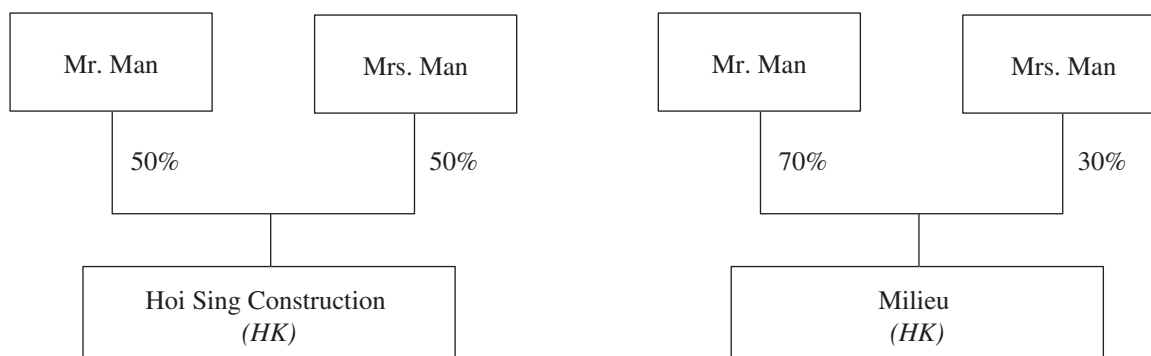 Mr. Man
Mrs. Man
Mr. Man
Mrs. Man
50%
50%
70%
30%
Hoi Sing Construction
(HK)
Milieu
(HK)